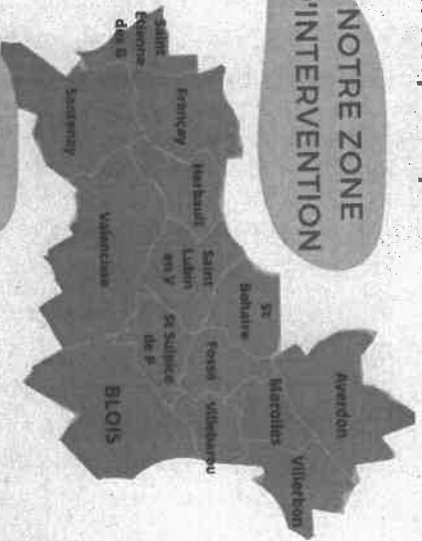 NOTRE ZONE
D'INTERVENTION
Averdon
Marolles
Villerbon
St
Bohaire
Fossé
Villebarou
Saint
Lubin
en V
St Sulpice
de P
BLOIS
Herbault
Françay
Valencisse
Saint
Etienne
des G
Santenay